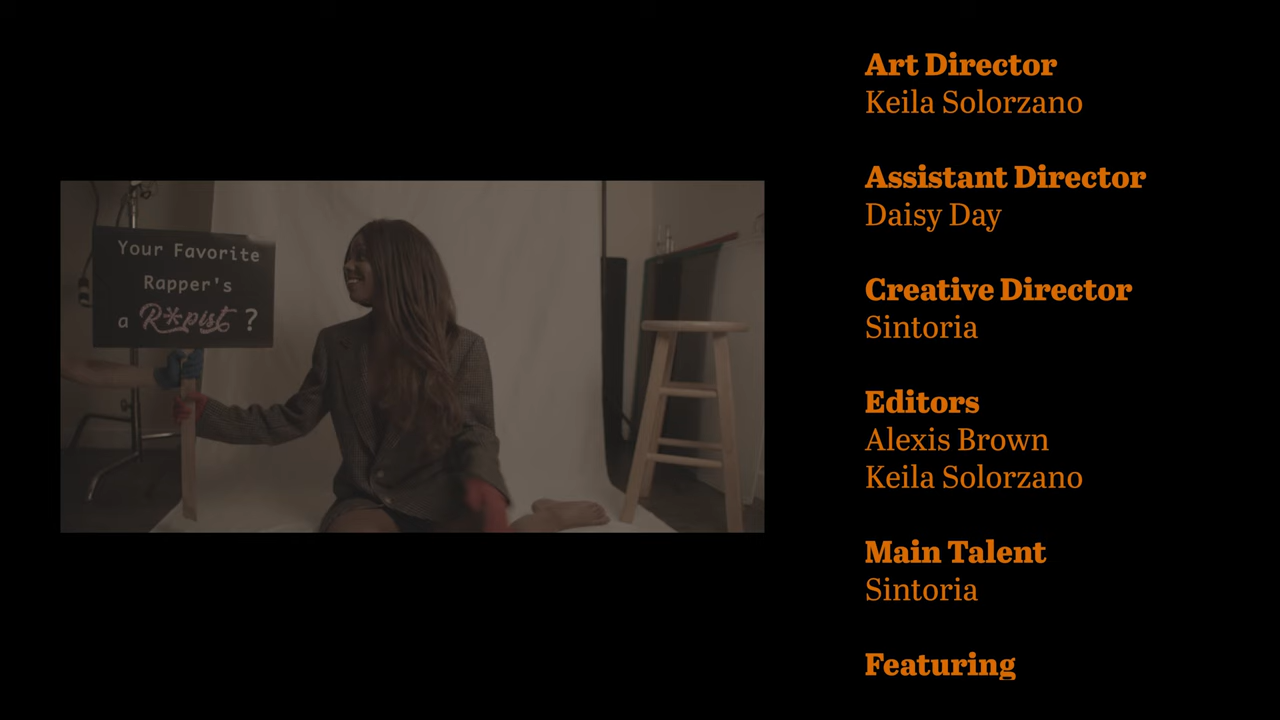 Your Favorite
Rapper's
a R*pist ?
Art Director
Keila Solorzano
Assistant Director
Daisy Day
Creative Director
Sintoria
Editors
Alexis Brown
Keila Solorzano
Main Talent
Sintoria
Featuring